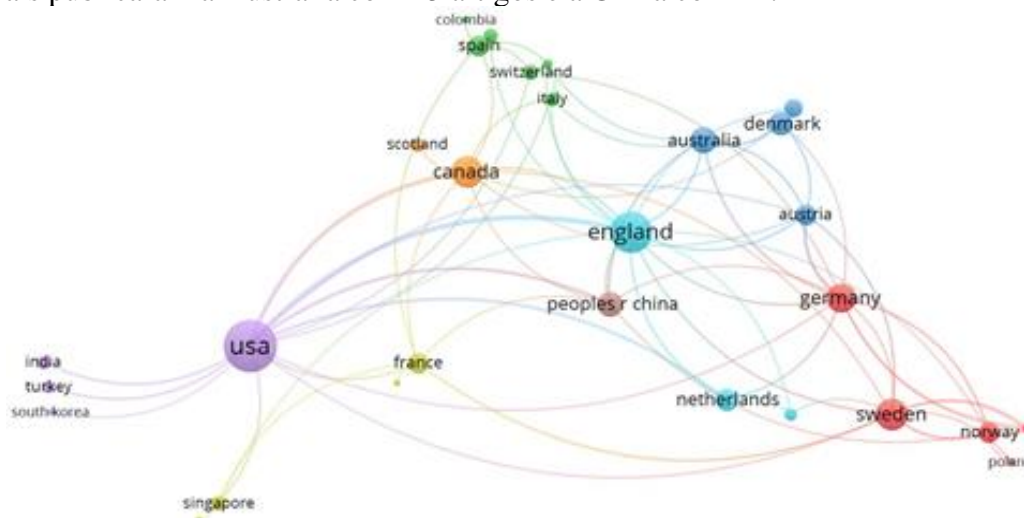 colombia
spain
switzerland
italy
denmark
australia
scotland
canada
austria
england
peoples r china
germany
usa
india
france
turkey
netherlands
south korea
sweden
norway
singapore